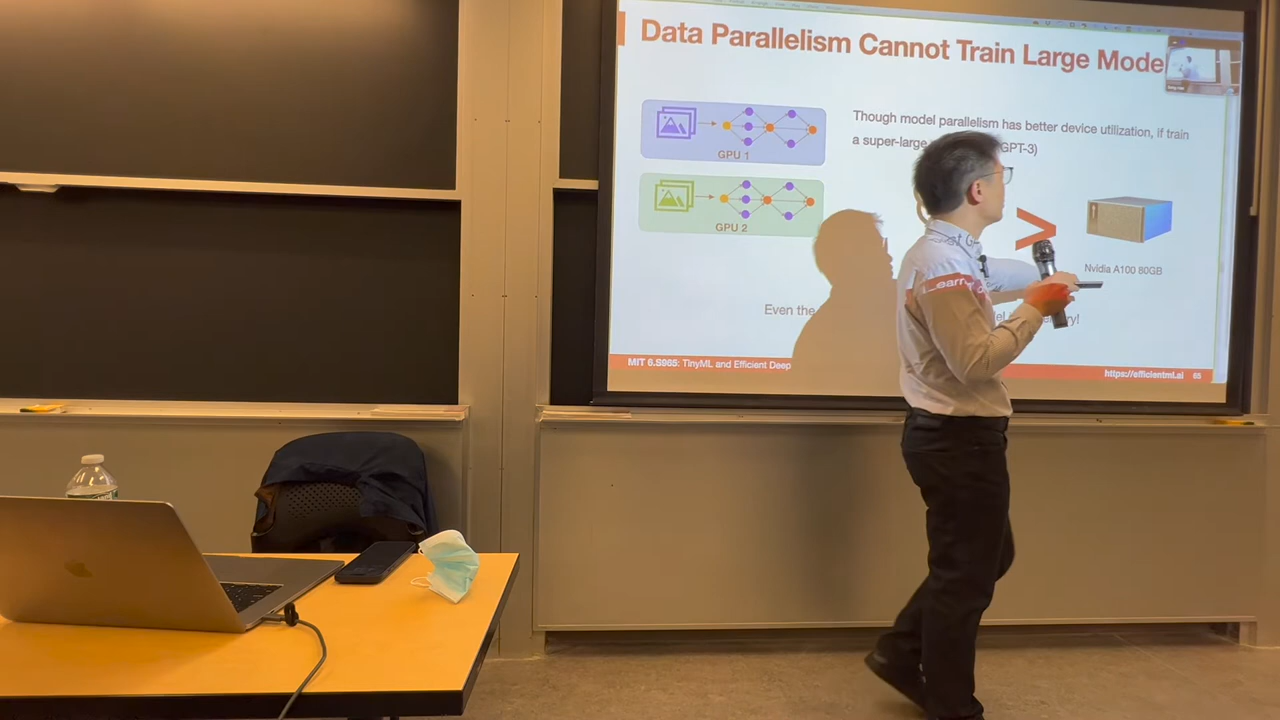 Data Parallelism Cannot Train Large Mode
Though model parallelism has better device utilization, if train
a super-large GPT-3)
GPU 1
GPU 2
>
Nvidia A100 80GB
Even the
MIT 6.S965: TinyML and Efficient Deep
https://efficientml.ai 65